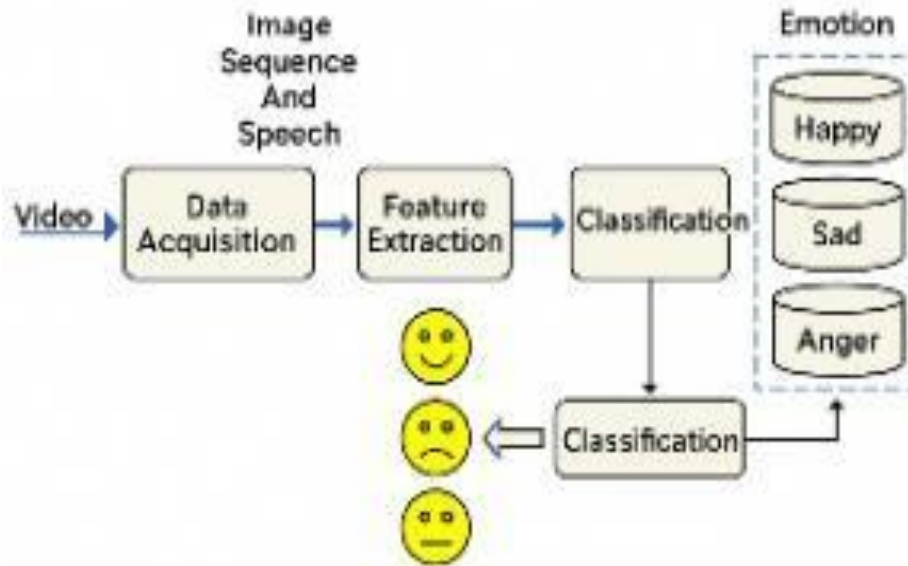 Image
Sequence
And
Speech
Emotion
Happy
Video
Data
Acquisition
Feature
Extraction
Classification
Sad
Anger
Classification